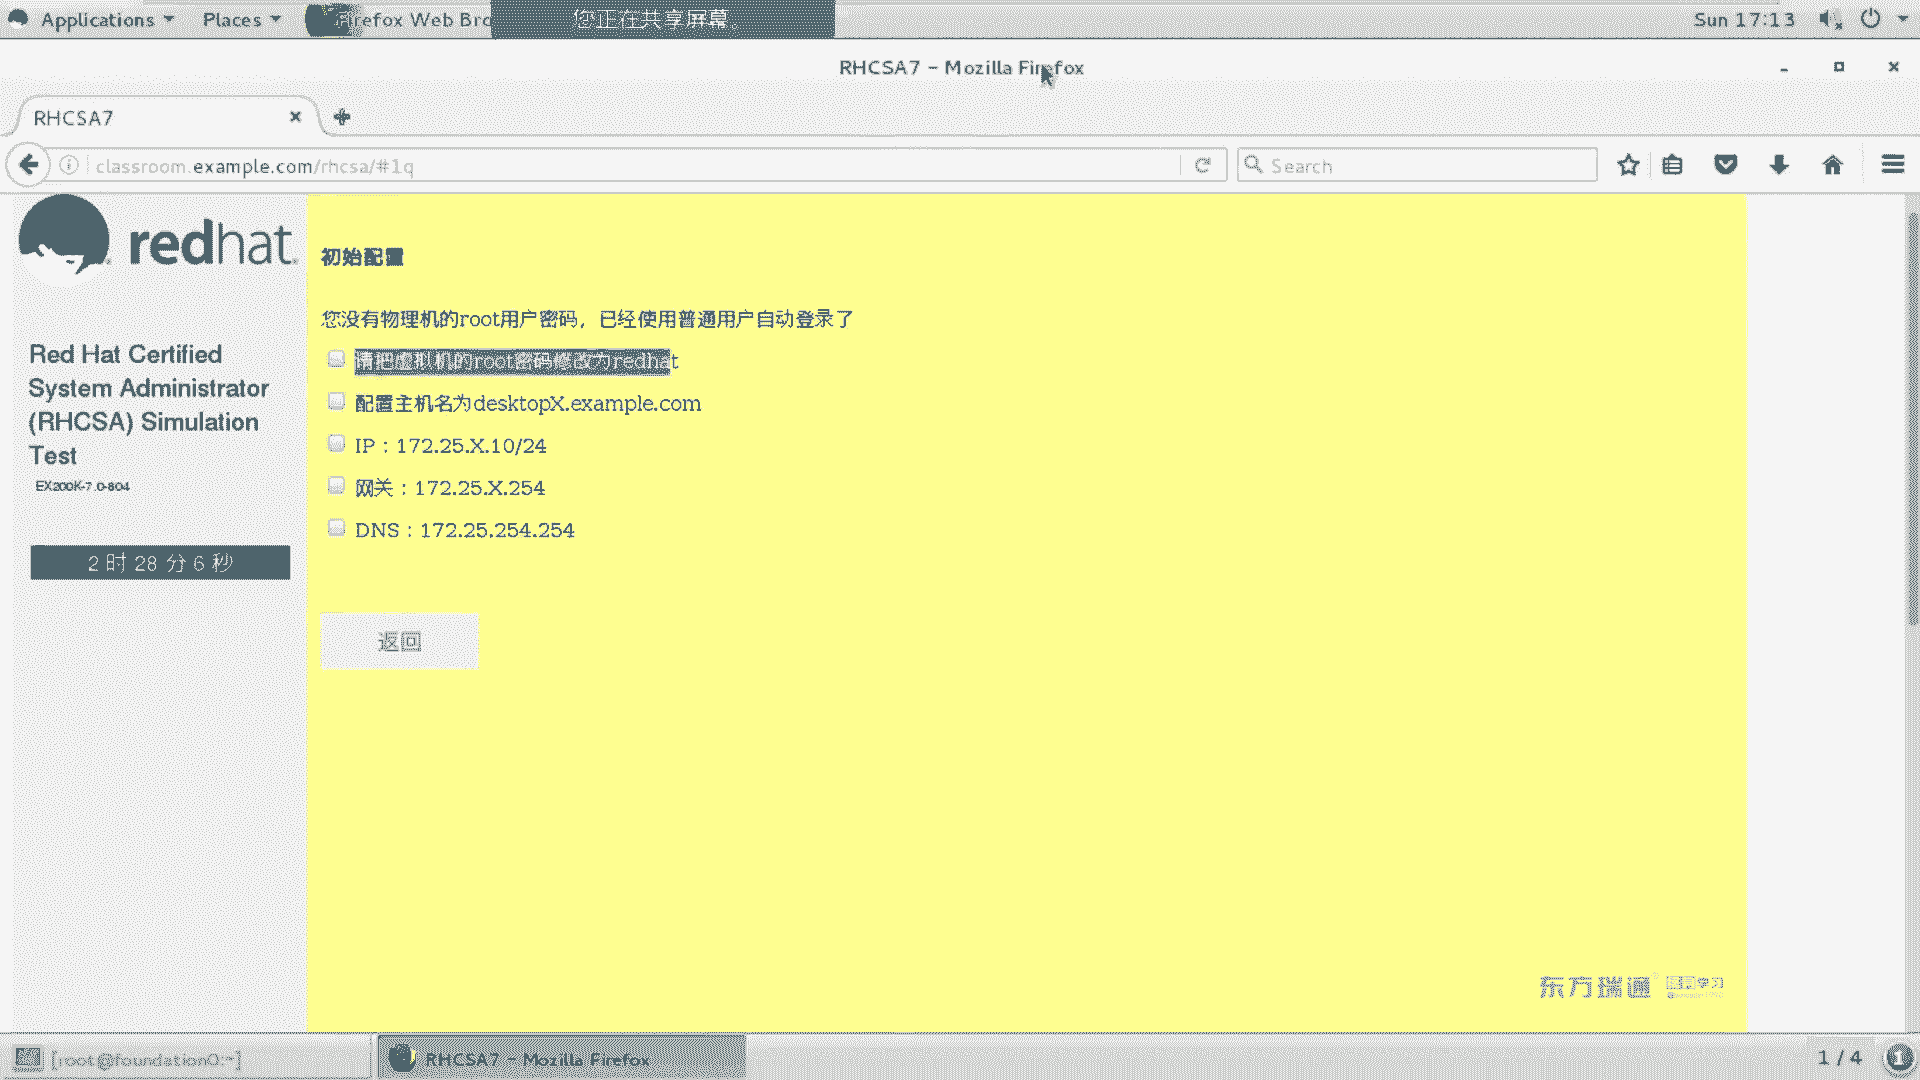 Applications
Places
Firefox Web Bro
您正在共享屏幕。
Sun 17:13
RHCSA7 - Mozilla Firefox
RHCSA7
classroom.example.com/rhcsa/#1q
Search
redhat.
Red Hat Certified
System Administrator
(RHCSA) Simulation
Test
EX200K-7.0-804
2 时 28 分 6 秒
初始配置
您没有物理机的root用户密码，已经使用普通用户自动登录了
请把虚拟机的root密码修改为redhat
配置主机名为desktopX.example.com
IP：172.25.X.10/24
网关：172.25.X.254
DNS：172.25.254.254
返回
东方瑞通
学习
[root@foundation0:~]
RHCSA7 - Mozilla Firefox
1 / 4
1